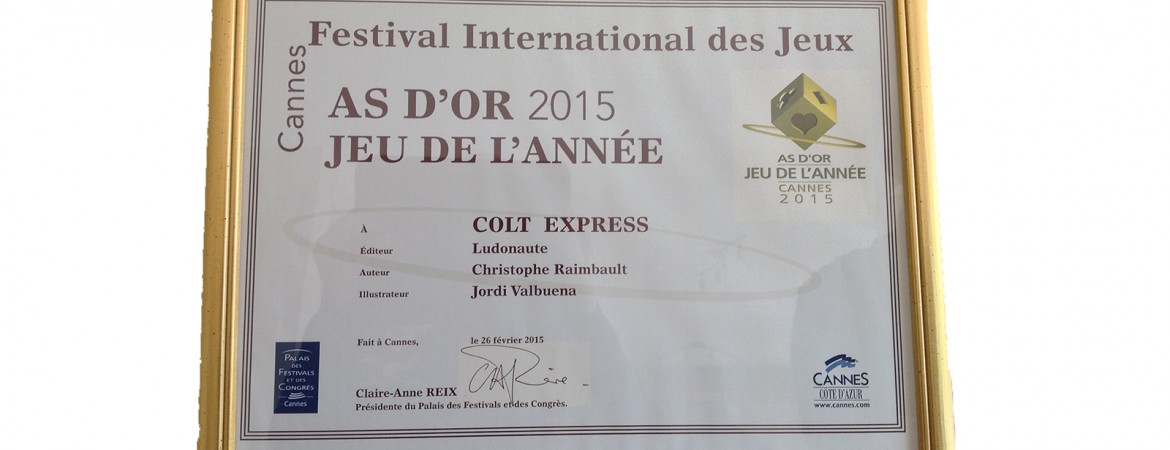 Cannes
Festival International des Jeux
AS D'OR 2015
JEU DE L'ANNÉE
AS D'OR
JEU DE L'ANNÉE
CANNES
2015
À COLT EXPRESS
Éditeur Ludonaute
Auteur Christophe Raimbault
Illustrateur Jordi Valbuena
Fait à Cannes, le 26 février 2015
Claire-Anne REIX
Présidente du Palais des Festivals et des Congrès.
PALAIS
DES
FESTIVALS
ET DES
CONGRÈS
Cannes
CANNES
CÔTE D'AZUR
www.cannes.com